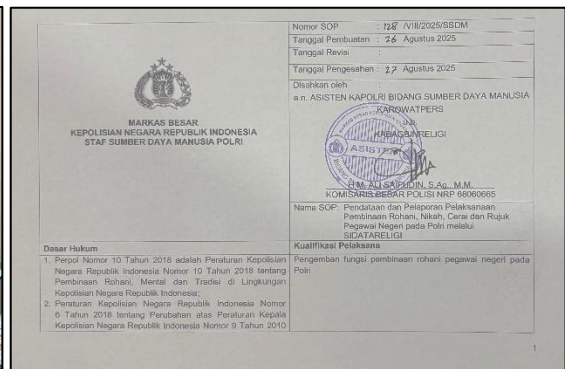 MARKAS BESAR
KEPOLISIAN NEGARA REPUBLIK INDONESIA
STAF SUMBER DAYA MANUSIA POLRI
Nomor SOP : 128 /VIII/2025/SSDM
Tanggal Pembuatan : 26 Agustus 2025
Tanggal Revisi :
Tanggal Pengesahan : 27 Agustus 2025
Disahkan oleh
a.n. ASISTEN KAPOLRI BIDANG SUMBER DAYA MANUSIA
KAROWATPERS
KABAGBINRELIGI
ASISTEN
H.M. ALI SAIPUDIN, S.Ag., M.M.
KOMISARIS BESAR POLISI NRP 68060665
Nama SOP: Pendataan dan Pelaporan Pelaksanaan
Pembinaan Rohani, Nikah, Cerai dan Rujuk
Pegawai Negeri pada Polri melalui
SIDATARELIGI
Dasar Hukum
1. Perpol Nomor 10 Tahun 2018 adalah Peraturan Kepolisian
Negara Republik Indonesia Nomor 10 Tahun 2018 tentang
Pembinaan Rohani, Mental dan Tradisi di Lingkungan
Kepolisian Negara Republik Indonesia;
2. Peraturan Kepolisian Negara Republik Indonesia Nomor
6 Tahun 2018 tentang Perubahan atas Peraturan Kepala
Kepolisian Negara Republik Indonesia Nomor 9 Tahun 2010
Kualifikasi Pelaksana
Pengemban fungsi pembinaan rohani pegawai negeri pada
Polri
1